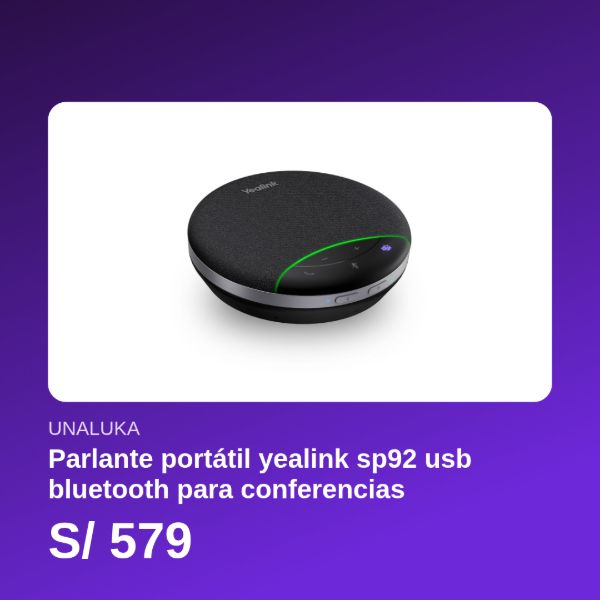 Yealink
UNALUKA
Parlante portátil yealink sp92 usb
bluetooth para conferencias
S/ 579